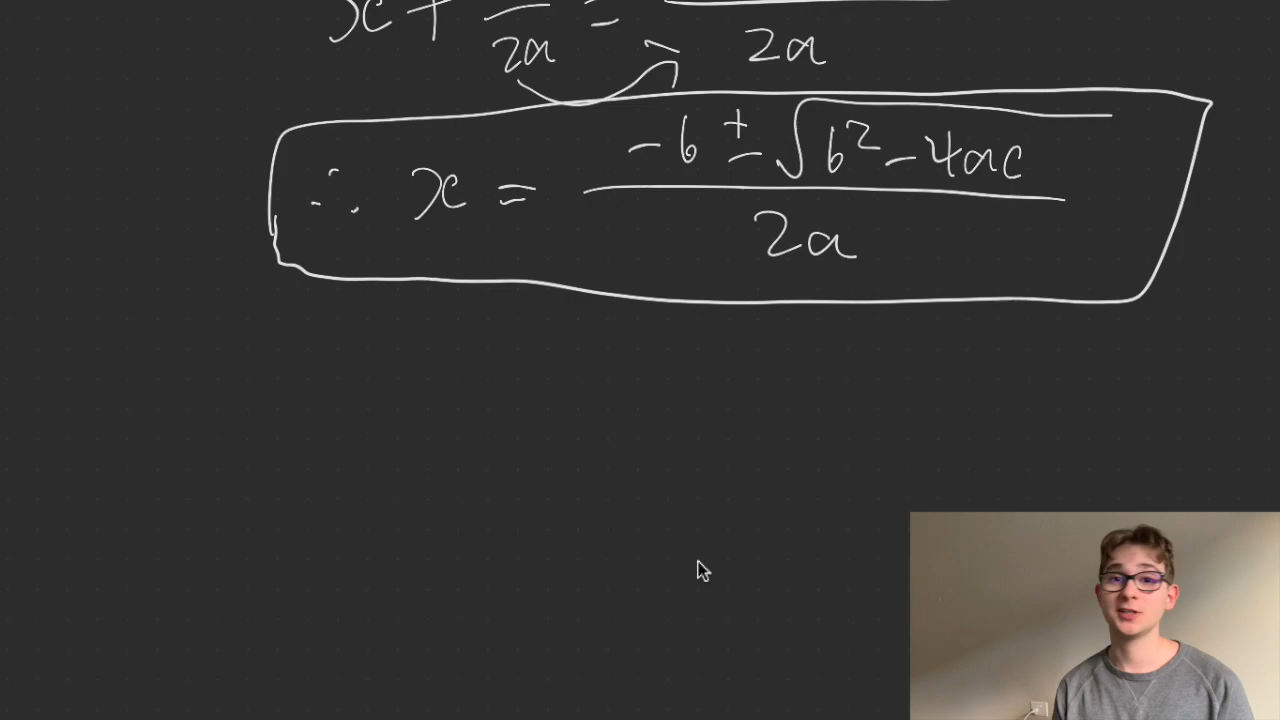 x + /2a = /2a
∴ x = -b ± √b² - 4ac / 2a